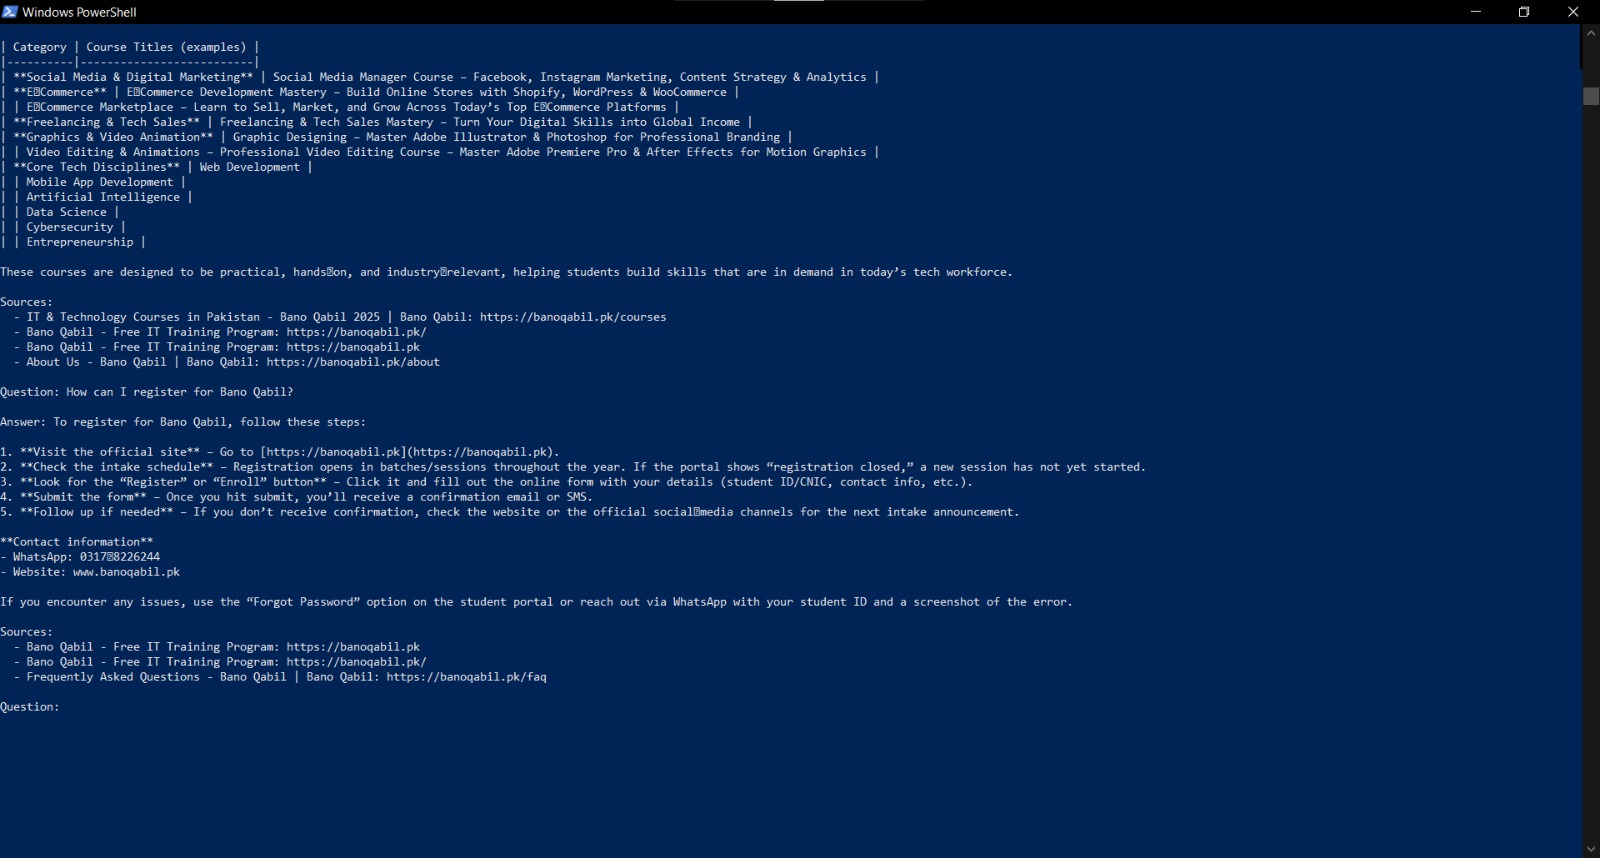 Windows PowerShell
| Category | Course Titles (examples) |
|----------|--------------------------|
| **Social Media & Digital Marketing** | Social Media Manager Course – Facebook, Instagram Marketing, Content Strategy & Analytics |
| **E□Commerce** | E□Commerce Development Mastery – Build Online Stores with Shopify, WordPress & WooCommerce |
| | E□Commerce Marketplace – Learn to Sell, Market, and Grow Across Today’s Top E□Commerce Platforms |
| **Freelancing & Tech Sales** | Freelancing & Tech Sales Mastery – Turn Your Digital Skills into Global Income |
| **Graphics & Video Animation** | Graphic Designing – Master Adobe Illustrator & Photoshop for Professional Branding |
| | Video Editing & Animations – Professional Video Editing Course – Master Adobe Premiere Pro & After Effects for Motion Graphics |
| **Core Tech Disciplines** | Web Development |
| | Mobile App Development |
| | Artificial Intelligence |
| | Data Science |
| | Cybersecurity |
| | Entrepreneurship |
These courses are designed to be practical, hands□on, and industry□relevant, helping students build skills that are in demand in today’s tech workforce.
Sources:
- IT & Technology Courses in Pakistan - Bano Qabil 2025 | Bano Qabil: https://banoqabil.pk/courses
- Bano Qabil - Free IT Training Program: https://banoqabil.pk/
- Bano Qabil - Free IT Training Program: https://banoqabil.pk
- About Us - Bano Qabil | Bano Qabil: https://banoqabil.pk/about
Question: How can I register for Bano Qabil?
Answer: To register for Bano Qabil, follow these steps:
1. **Visit the official site** – Go to [https://banoqabil.pk](https://banoqabil.pk).
2. **Check the intake schedule** – Registration opens in batches/sessions throughout the year. If the portal shows “registration closed,” a new session has not yet started.
3. **Look for the “Register” or “Enroll” button** – Click it and fill out the online form with your details (student ID/CNIC, contact info, etc.).
4. **Submit the form** – Once you hit submit, you’ll receive a confirmation email or SMS.
5. **Follow up if needed** – If you don’t receive confirmation, check the website or the official social□media channels for the next intake announcement.
**Contact information**
- WhatsApp: 0317□8226244
- Website: www.banoqabil.pk
If you encounter any issues, use the “Forgot Password” option on the student portal or reach out via WhatsApp with your student ID and a screenshot of the error.
Sources:
- Bano Qabil - Free IT Training Program: https://banoqabil.pk
- Bano Qabil - Free IT Training Program: https://banoqabil.pk/
- Frequently Asked Questions - Bano Qabil | Bano Qabil: https://banoqabil.pk/faq
Question: